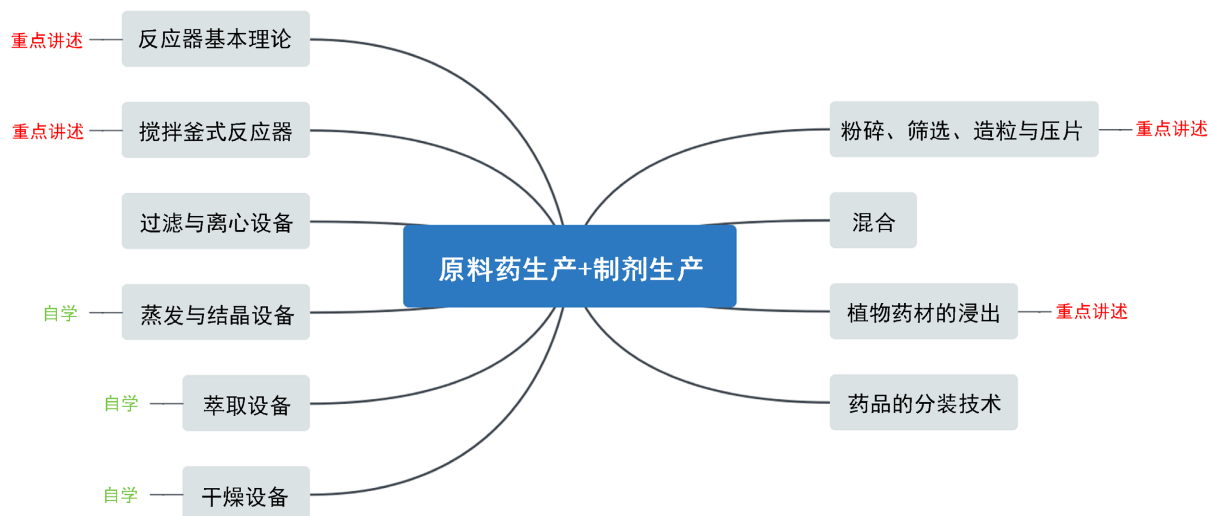 重点讲述
反应器基本理论
重点讲述
搅拌釜式反应器
过滤与离心设备
自学
蒸发与结晶设备
自学
萃取设备
自学
干燥设备
原料药生产+制剂生产
粉碎、筛选、造粒与压片
重点讲述
混合
植物药材的浸出
重点讲述
药品的分装技术